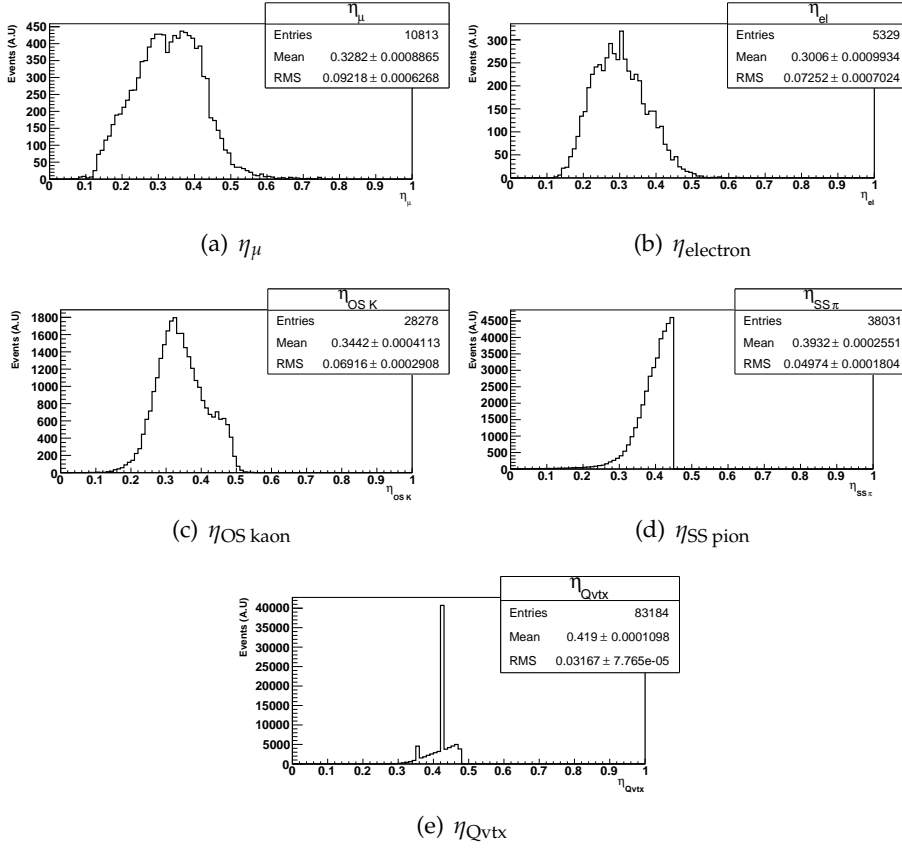 η_μ
Entries 10813
Mean 0.3282 ± 0.0008865
RMS 0.09218 ± 0.0006268
Events (A.U)
450
400
350
300
250
200
150
100
50
0
0 0.1 0.2 0.3 0.4 0.5 0.6 0.7 0.8 0.9 1
η_μ
(a) η_μ
η_el
Entries 5329
Mean 0.3006 ± 0.0009934
RMS 0.07252 ± 0.0007024
Events (A.U)
300
250
200
150
100
50
0
0 0.1 0.2 0.3 0.4 0.5 0.6 0.7 0.8 0.9 1
η_el
(b) η_electron
η_OS K
Entries 28278
Mean 0.3442 ± 0.0004113
RMS 0.06916 ± 0.0002908
Events (A.U)
1800
1600
1400
1200
1000
800
600
400
200
0
0 0.1 0.2 0.3 0.4 0.5 0.6 0.7 0.8 0.9 1
η_OS K
(c) η_OS kaon
η_SS π
Entries 38031
Mean 0.3932 ± 0.0002551
RMS 0.04974 ± 0.0001804
Events (A.U)
4500
4000
3500
3000
2500
2000
1500
1000
500
0
0 0.1 0.2 0.3 0.4 0.5 0.6 0.7 0.8 0.9 1
η_SS π
(d) η_SS pion
η_Qvtx
Entries 83184
Mean 0.419 ± 0.0001098
RMS 0.03167 ± 7.765e-05
Events (A.U)
40000
35000
30000
25000
20000
15000
10000
5000
0
0 0.1 0.2 0.3 0.4 0.5 0.6 0.7 0.8 0.9 1
η_Qvtx
(e) η_Qvtx